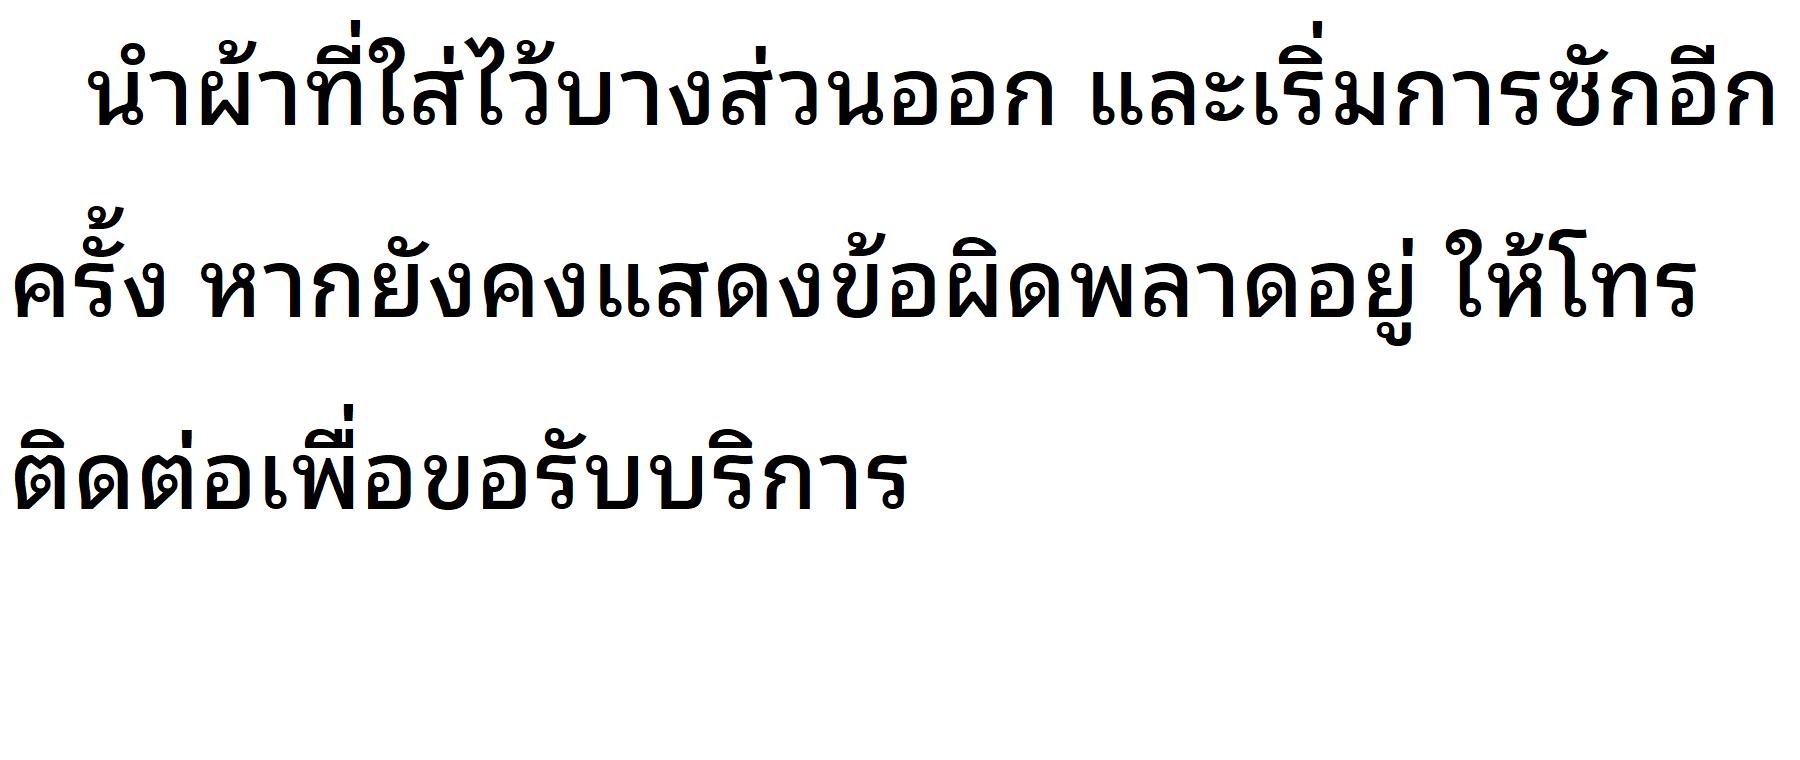 นำผ้าที่ใส่ไว้บางส่วนออก และเริ่มการซักอีก
ครั้ง หากยังคงแสดงข้อผิดพลาดอยู่ ให้โทร
ติดต่อเพื่อขอรับบริการ